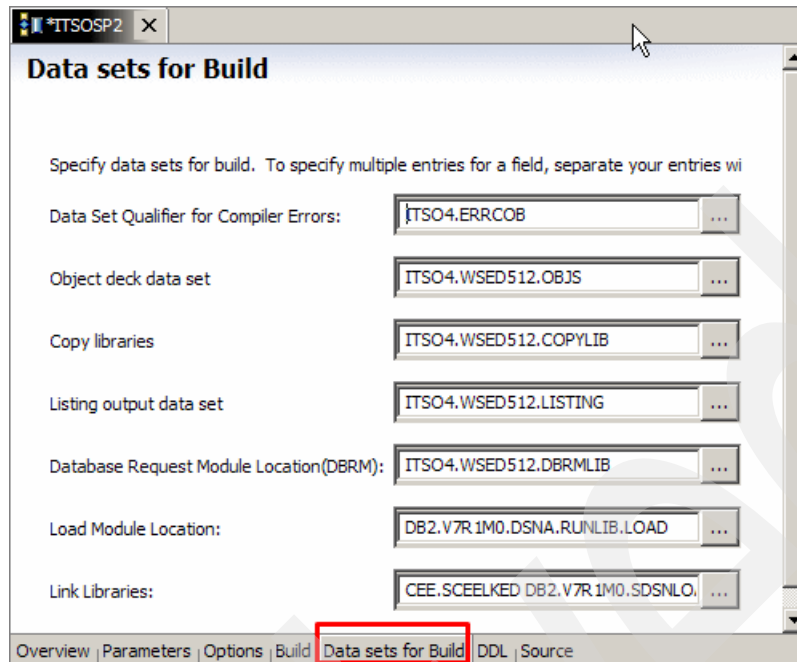 *ITSOSP2 X
Data sets for Build
Specify data sets for build. To specify multiple entries for a field, separate your entries wi
Data Set Qualifier for Compiler Errors: ITSO4.ERRCOB ...
Object deck data set ITSO4.WSED512.OBJS ...
Copy libraries ITSO4.WSED512.COPYLIB ...
Listing output data set ITSO4.WSED512.LISTING ...
Database Request Module Location(DBRM): ITSO4.WSED512.DBRMLIB ...
Load Module Location: DB2.V7R1M0.DSNA.RUNLIB.LOAD ...
Link Libraries: CEE.SCEELKED DB2.V7R1M0.SDSNLO. ...
Overview Parameters Options Build Data sets for Build DDL Source